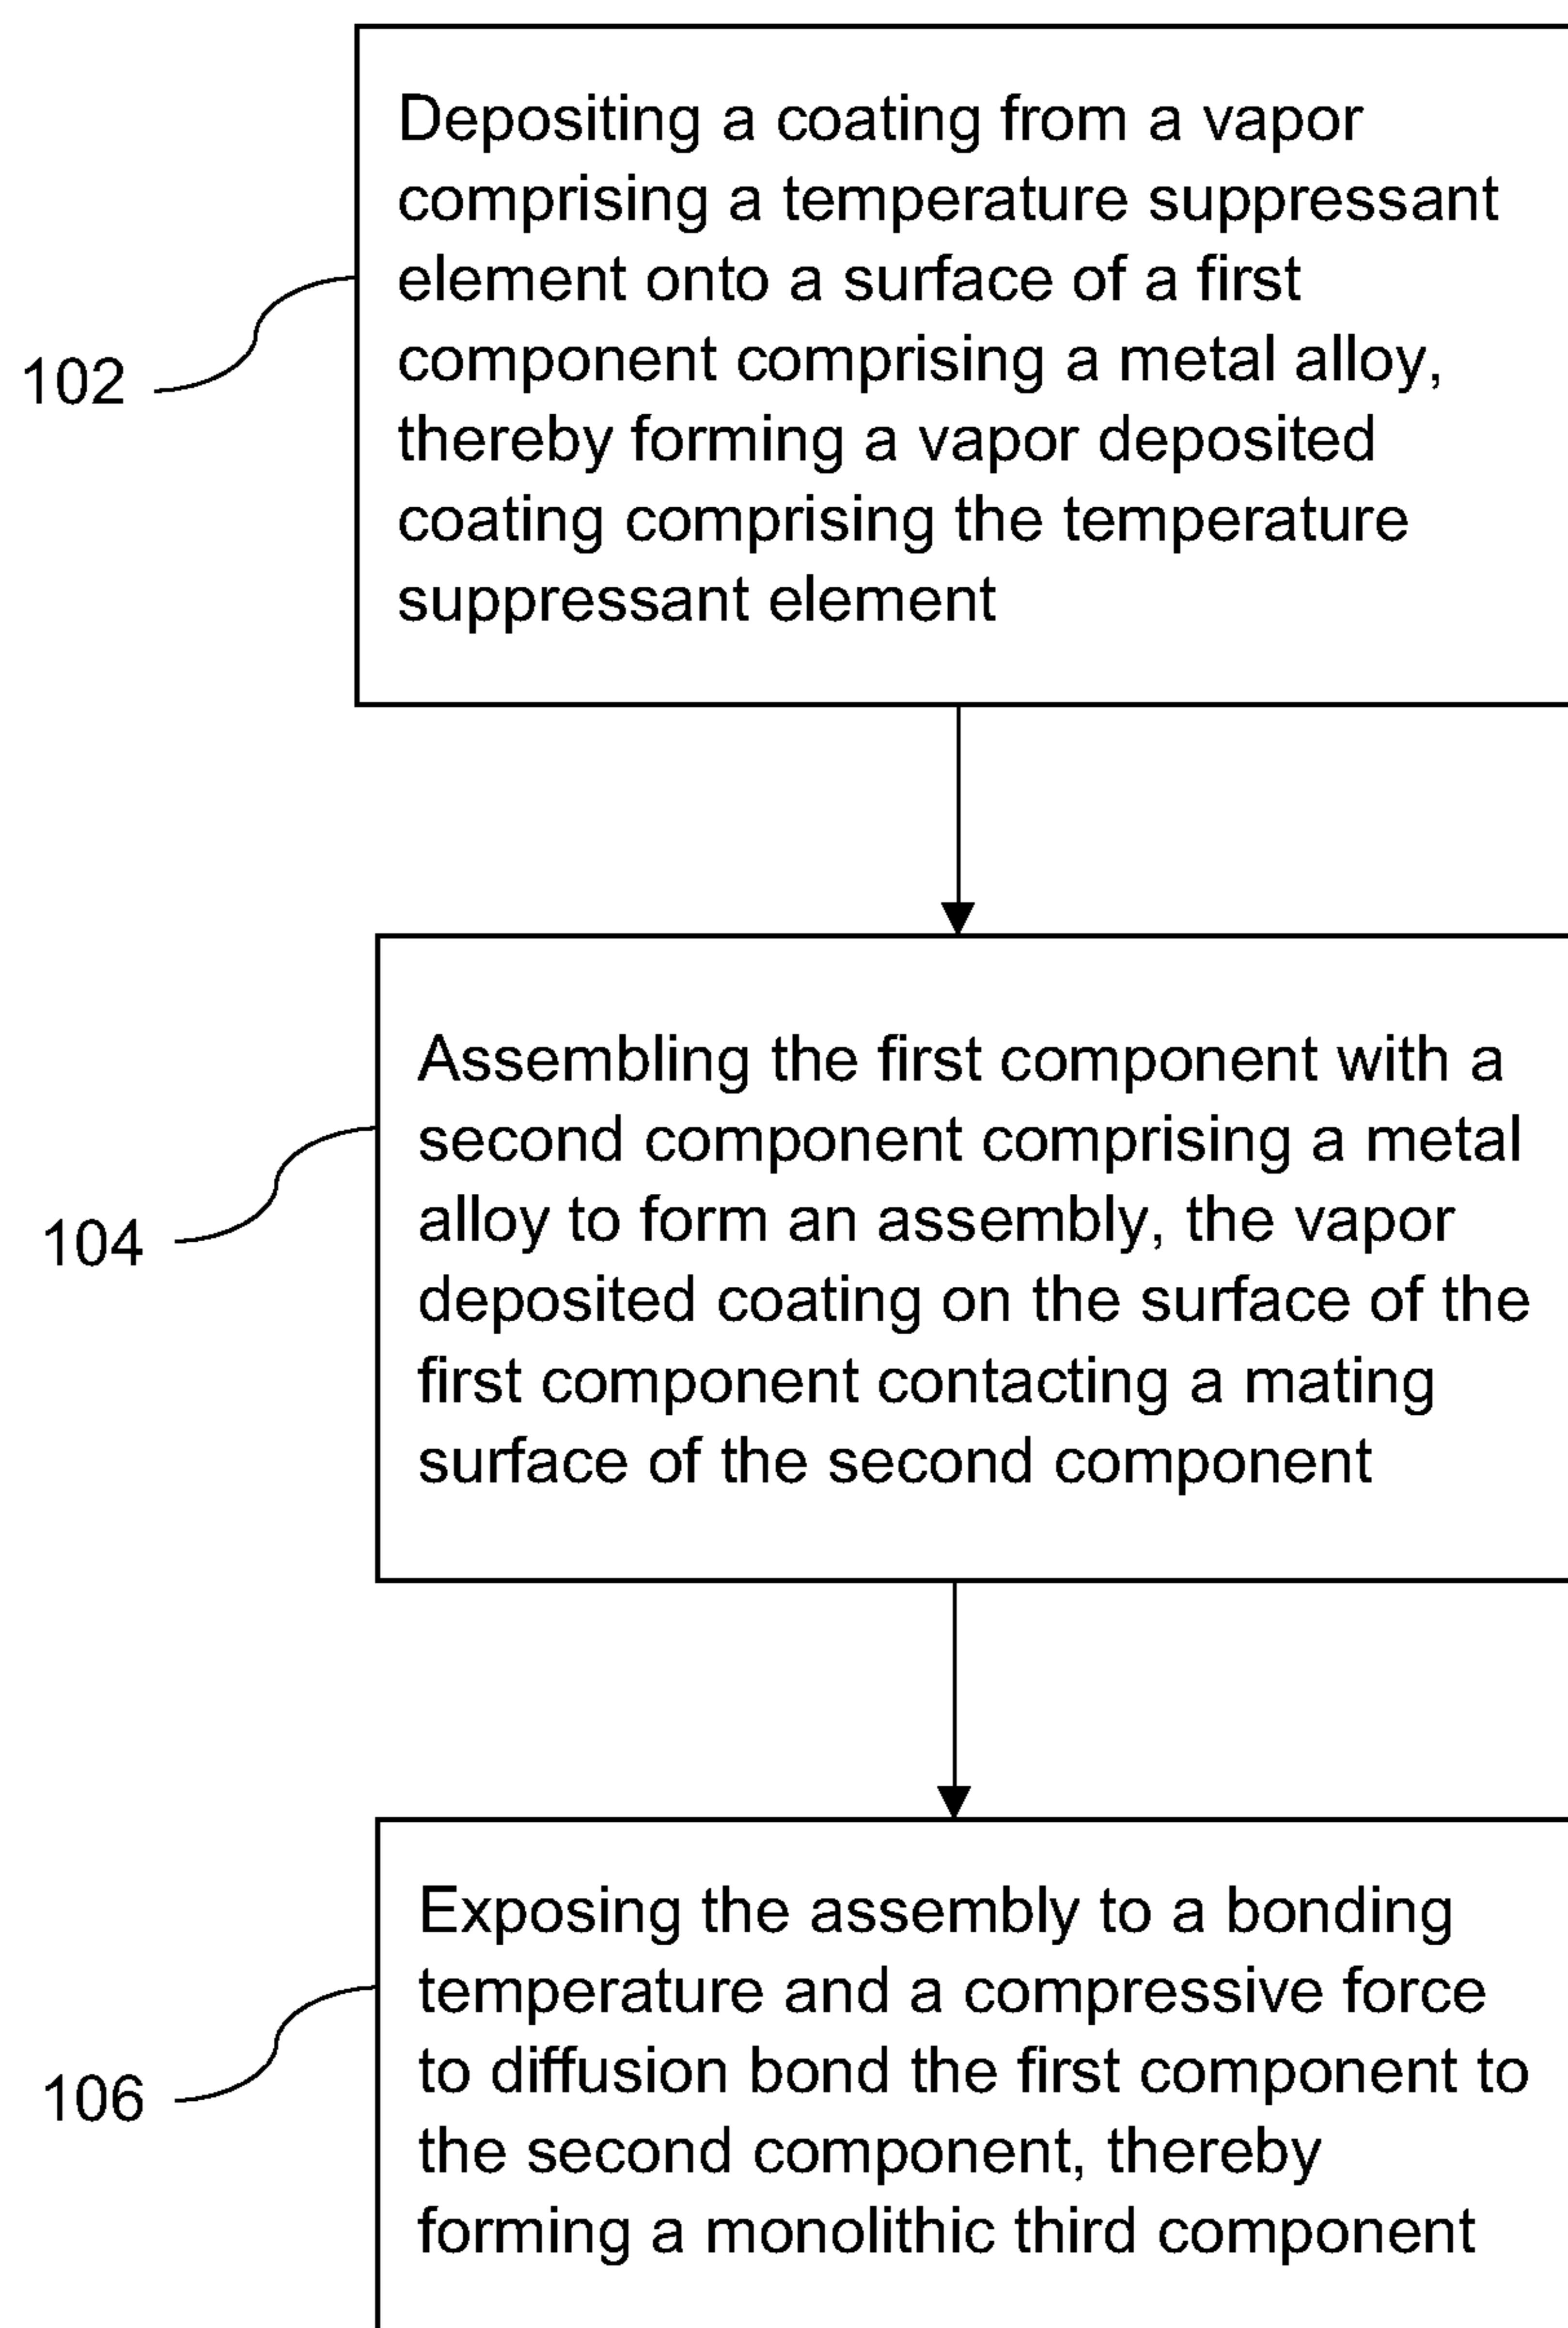 Depositing a coating from a vapor
comprising a temperature suppressant
element onto a surface of a first
component comprising a metal alloy,
thereby forming a vapor deposited
coating comprising the temperature
suppressant element
102
Assembling the first component with a
second component comprising a metal
alloy to form an assembly, the vapor
deposited coating on the surface of the
first component contacting a mating
surface of the second component
104
Exposing the assembly to a bonding
temperature and a compressive force
to diffusion bond the first component to
the second component, thereby
forming a monolithic third component
106